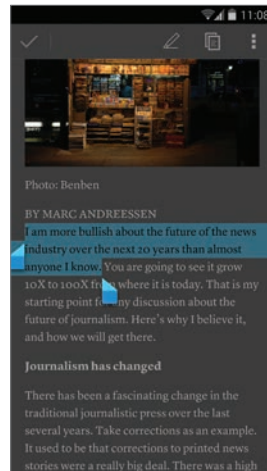 11:08
Photo: Benben
BY MARC ANDREESSEN
I am more bullish about the future of the news
industry over the next 20 years than almost
anyone I know. You are going to see it grow
10X to 100X from where it is today. That is my
starting point for my discussion about the
future of journalism. Here's why I believe it,
and how we will get there.
Journalism has changed
There has been a fascinating change in the
traditional journalistic press over the last
several years. Take corrections as an example.
It used to be that corrections to printed news
stories were a really big deal. There was a high